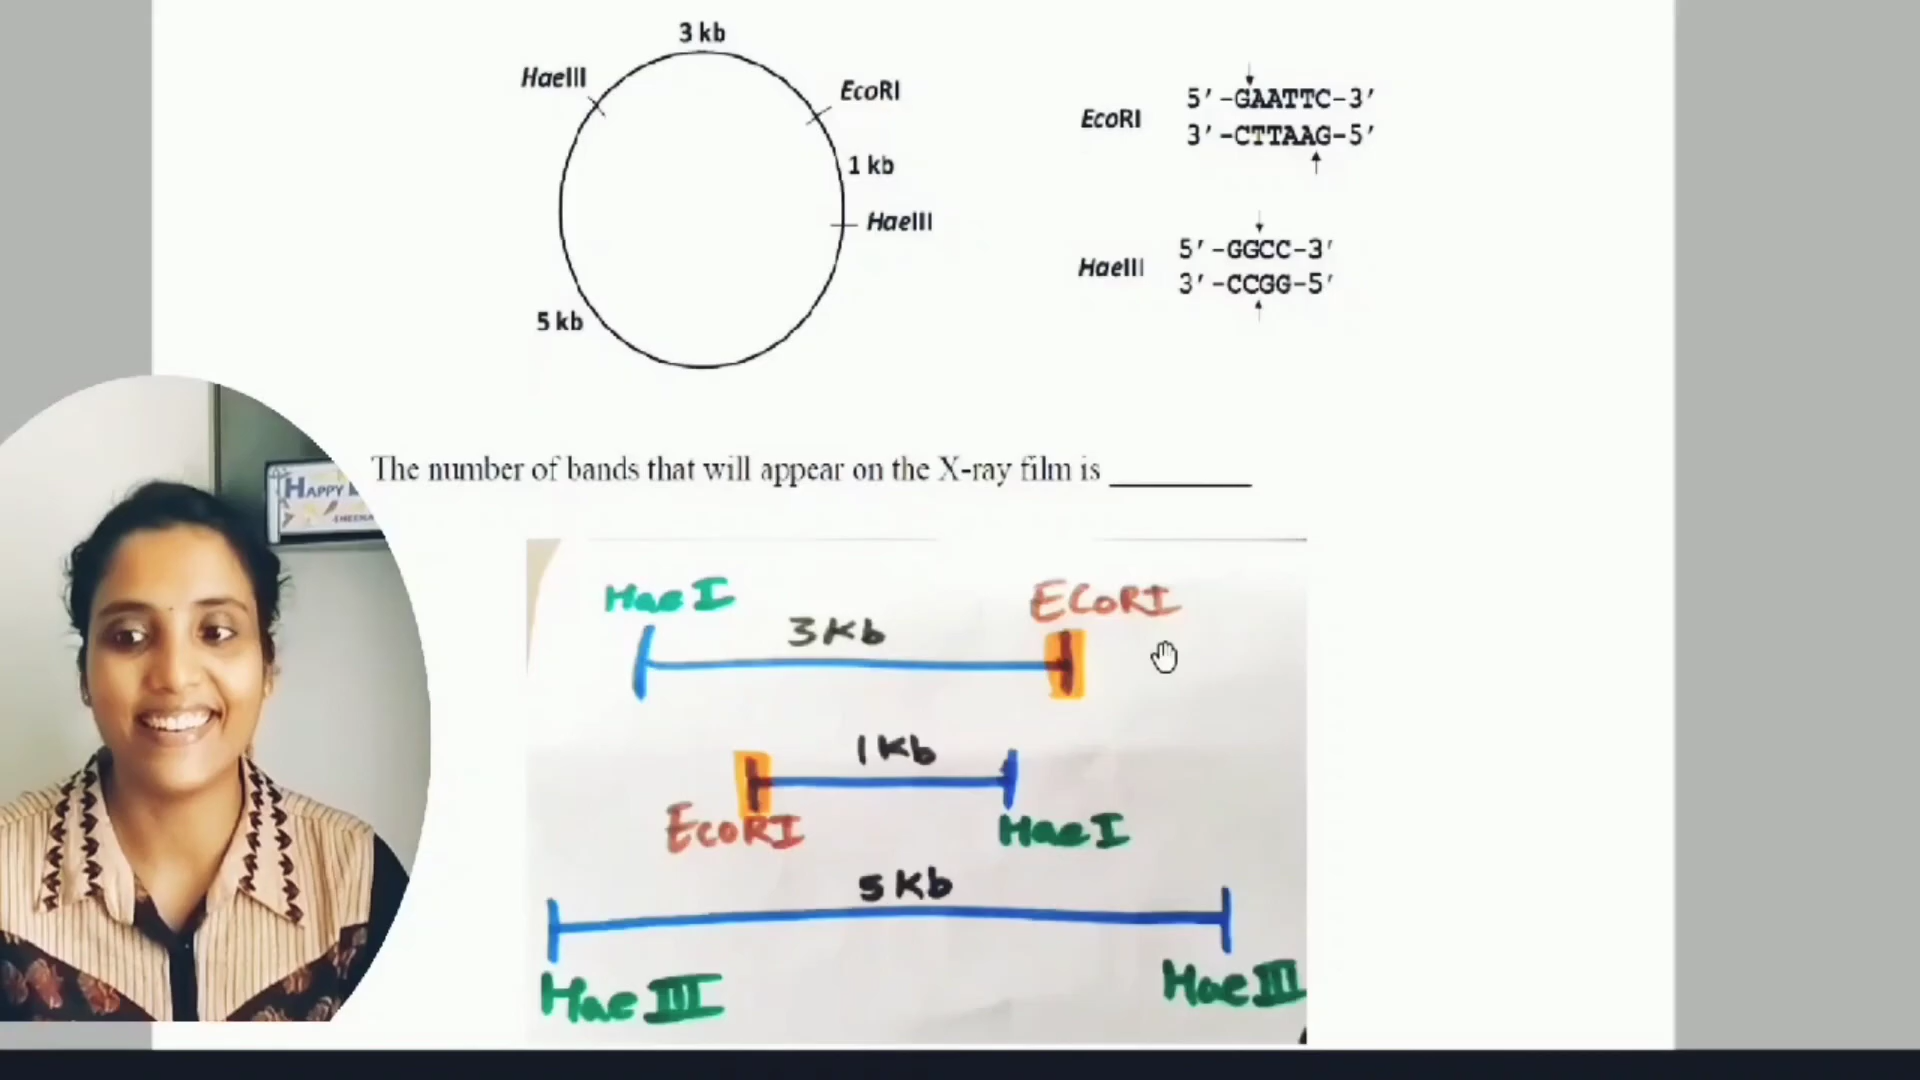 3 kb
HaeIII
EcoRI
1 kb
HaeIII
5 kb
EcoRI
5′-GAATTC-3′
3′-CTTAAG-5′
HaeIII
5′-GGCC-3′
3′-CCGG-5′
The number of bands that will appear on the X-ray film is __________
HAPPY
HaeI
3Kb
ECoRI
1Kb
EcoRI
HaeI
5Kb
HaeIII
HaeIII